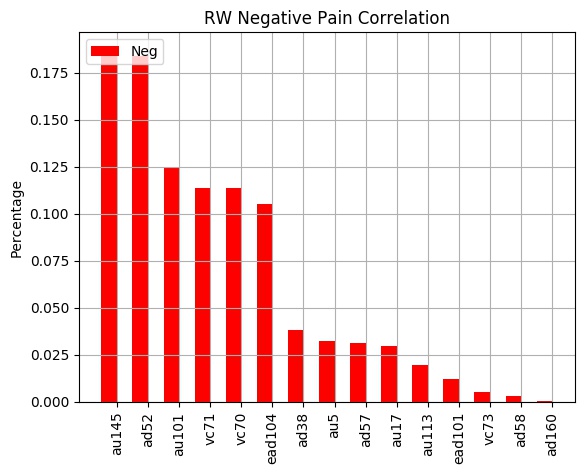 RW Negative Pain Correlation
Neg
Percentage
0.175
0.150
0.125
0.100
0.075
0.050
0.025
0.000
au145
ad52
au101
vc71
vc70
ead104
ad38
au5
ad57
au17
au113
ead101
vc73
ad58
ad160